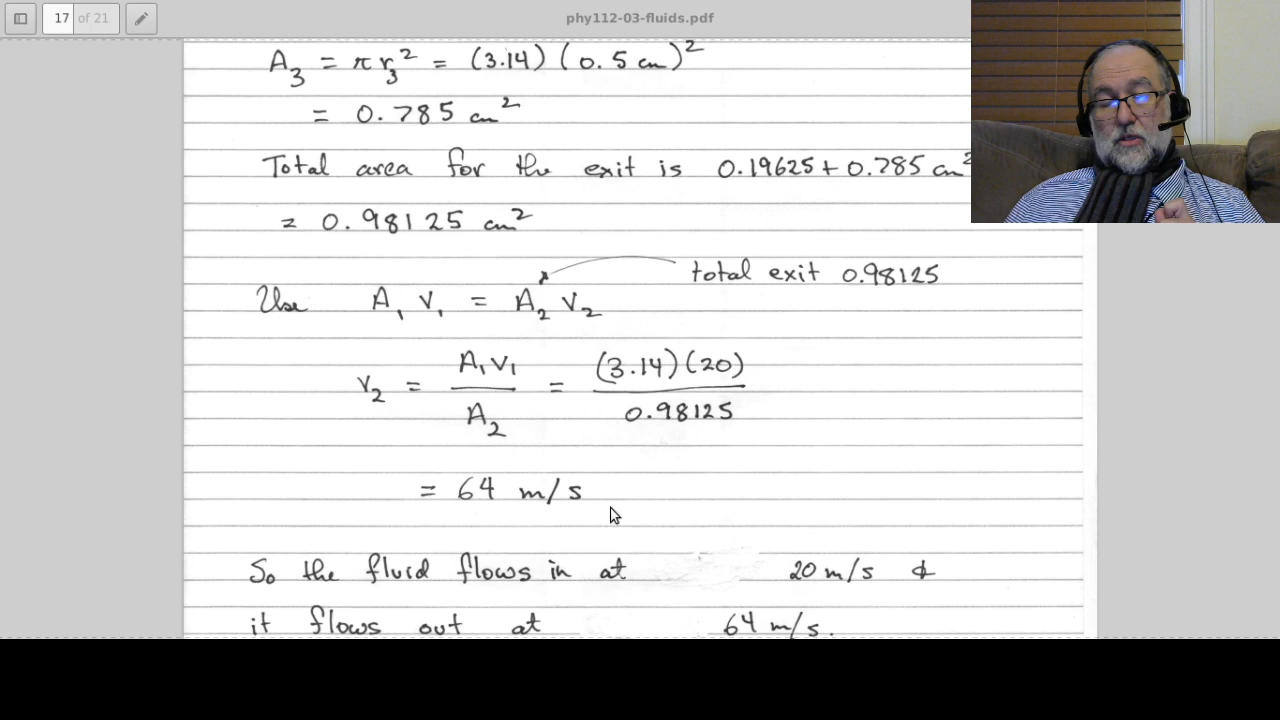 17 of 21
phy112-03-fluids.pdf
A₃ = πr₃² = (3.14)(0.5 cm)²
= 0.785 cm²
Total area for the exit is 0.19625 + 0.785 cm²
= 0.98125 cm²
total exit 0.98125
Use A₁ v₁ = A₂ v₂
v₂ = A₁v₁ / A₂ = (3.14)(20) / 0.98125
= 64 m/s
So the fluid flows in at 20 m/s &
it flows out at 64 m/s.